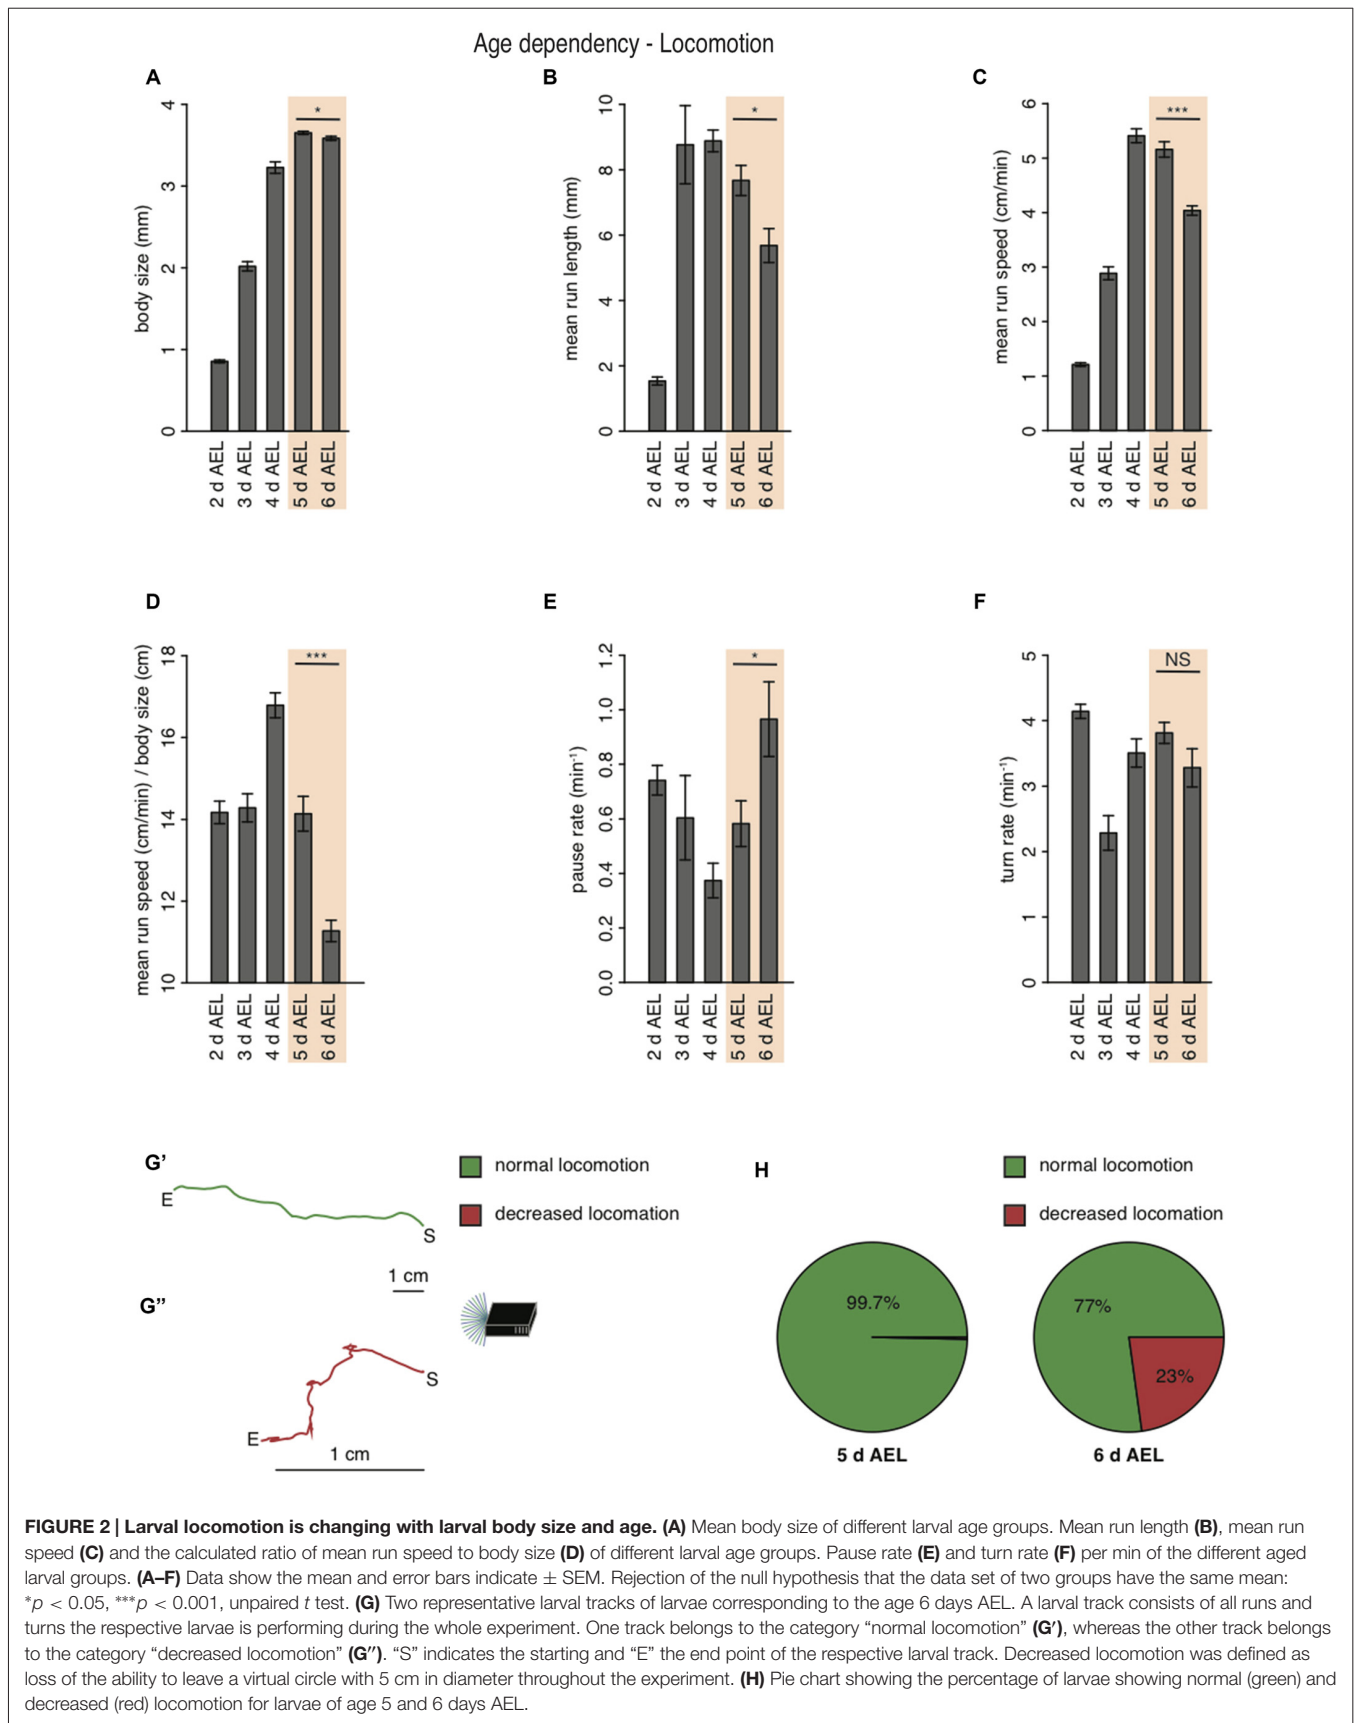 Age dependency - Locomotion
A
body size (mm)
0
1
2
3
4
*
2 d AEL
3 d AEL
4 d AEL
5 d AEL
6 d AEL
B
mean run length (mm)
0
2
4
6
8
10
*
2 d AEL
3 d AEL
4 d AEL
5 d AEL
6 d AEL
C
mean run speed (cm/min)
0
1
2
3
4
5
6
***
2 d AEL
3 d AEL
4 d AEL
5 d AEL
6 d AEL
D
mean run speed (cm/min) / body size (cm)
10
12
14
16
18
***
2 d AEL
3 d AEL
4 d AEL
5 d AEL
6 d AEL
E
pause rate (min⁻¹)
0.0
0.2
0.4
0.6
0.8
1.0
1.2
*
2 d AEL
3 d AEL
4 d AEL
5 d AEL
6 d AEL
F
turn rate (min⁻¹)
0
1
2
3
4
5
NS
2 d AEL
3 d AEL
4 d AEL
5 d AEL
6 d AEL
G’
E
S
1 cm
normal locomotion
decreased locomation
G”
S
E
1 cm
H
normal locomotion
decreased locomation
99.7%
5 d AEL
77%
23%
6 d AEL
FIGURE 2 | Larval locomotion is changing with larval body size and age. (A) Mean body size of different larval age groups. Mean run length (B), mean run
speed (C) and the calculated ratio of mean run speed to body size (D) of different larval age groups. Pause rate (E) and turn rate (F) per min of the different aged
larval groups. (A–F) Data show the mean and error bars indicate ± SEM. Rejection of the null hypothesis that the data set of two groups have the same mean:
*p < 0.05, ***p < 0.001, unpaired t test. (G) Two representative larval tracks of larvae corresponding to the age 6 days AEL. A larval track consists of all runs and
turns the respective larvae is performing during the whole experiment. One track belongs to the category “normal locomotion” (G′), whereas the other track belongs
to the category “decreased locomotion” (G″). “S” indicates the starting and “E” the end point of the respective larval track. Decreased locomotion was defined as
loss of the ability to leave a virtual circle with 5 cm in diameter throughout the experiment. (H) Pie chart showing the percentage of larvae showing normal (green) and
decreased (red) locomotion for larvae of age 5 and 6 days AEL.